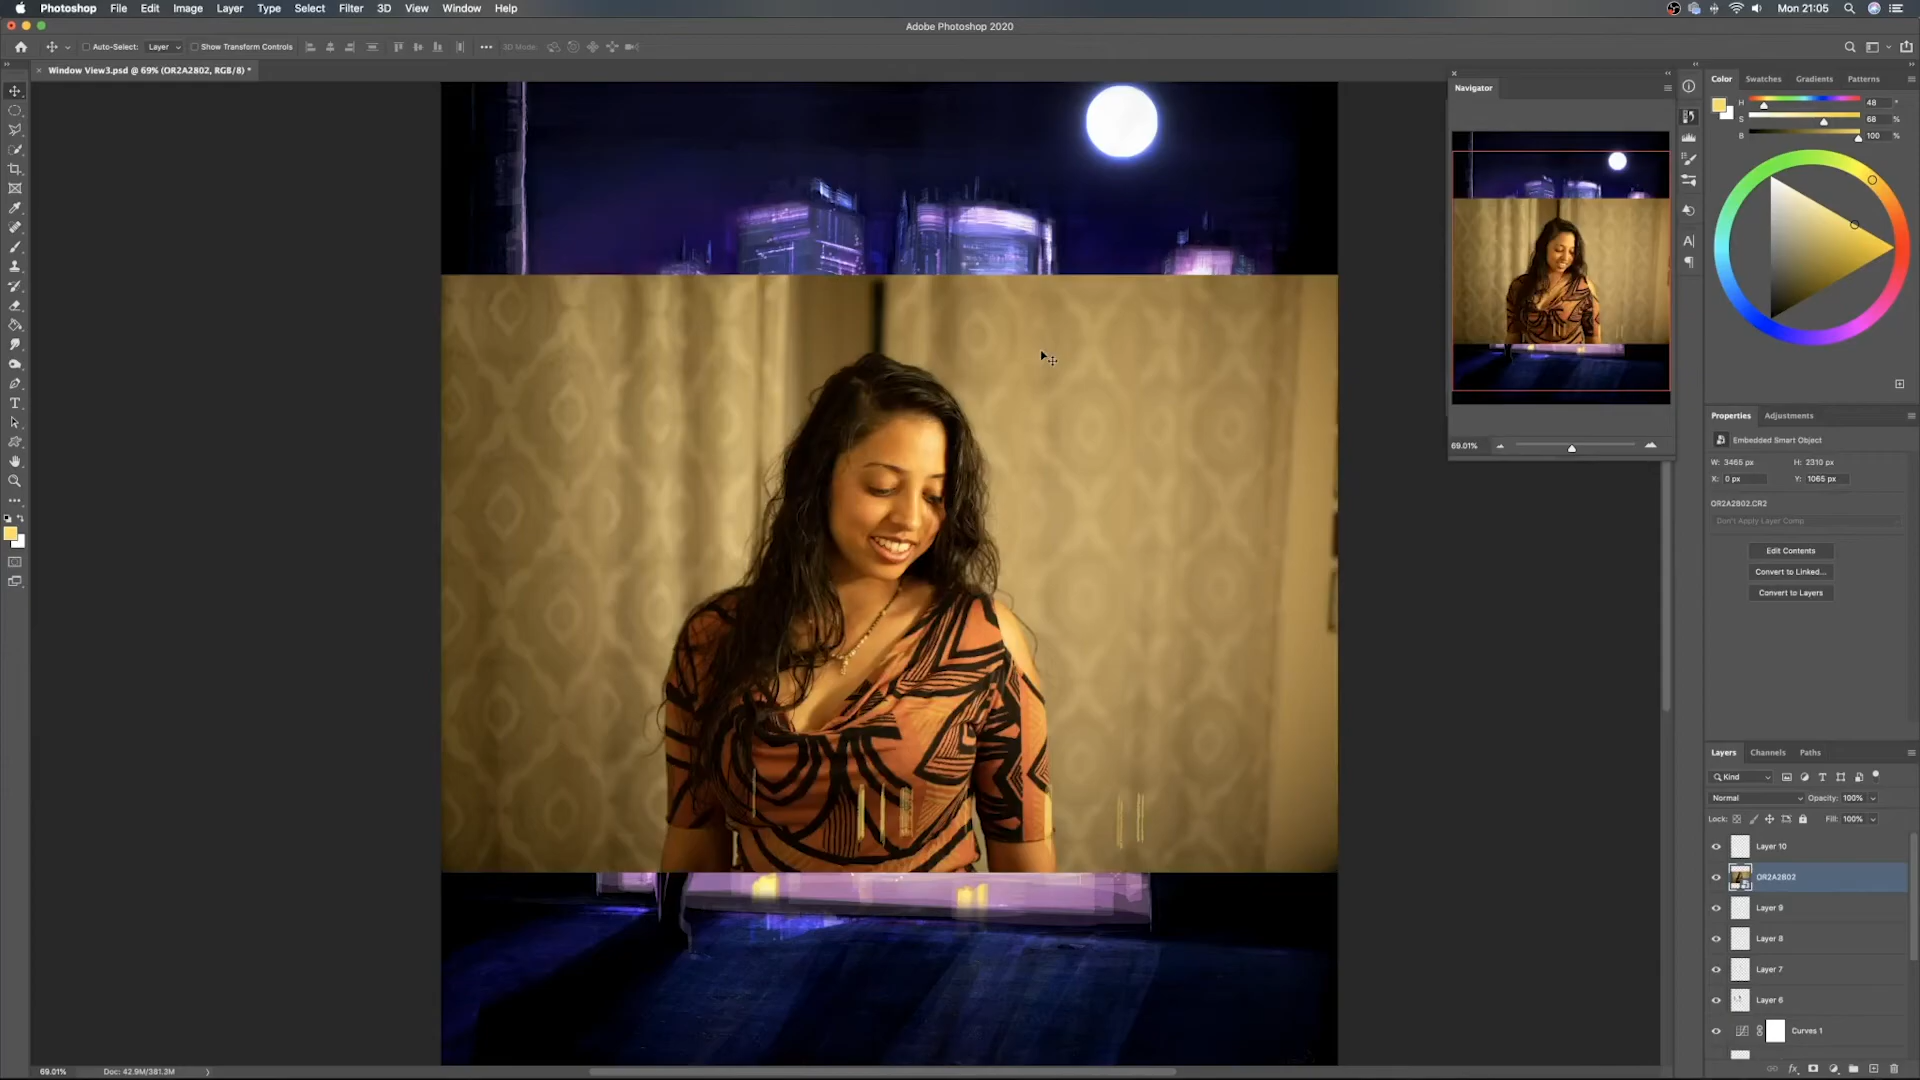 Photoshop File Edit Image Layer Type Select Filter 3D View Window Help Mon 21:05
Adobe Photoshop 2020
Auto-Select: Layer Show Transform Controls 3D Mode:
Window View3.psd @ 69% (OR2A2802, RGB/8) *
Navigator
69.01%
Color Swatches Gradients Patterns
H 48 °
S 68 %
B 100 %
Properties Adjustments
Embedded Smart Object
W: 3465 px H: 2310 px
X: 0 px Y: 1065 px
OR2A2802.CR2
Don't Apply Layer Comp
Edit Contents
Convert to Linked...
Convert to Layers
Layers Channels Paths
Kind
Normal Opacity: 100%
Lock: Fill: 100%
Layer 10
OR2A2802
Layer 9
Layer 8
Layer 7
Layer 6
Curves 1
69.01% Doc: 42.9M/381.3M